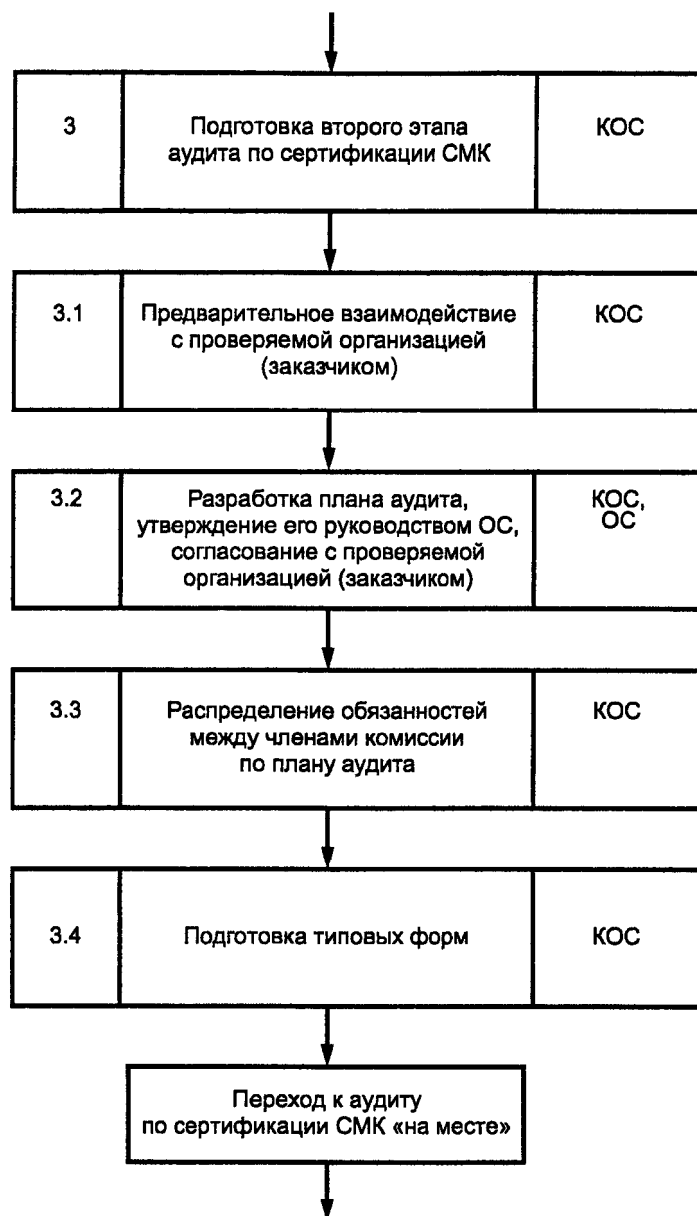 3
Подготовка второго этапа
аудита по сертификации СМК
КОС
3.1
Предварительное взаимодействие
с проверяемой организацией
(заказчиком)
КОС
3.2
Разработка плана аудита,
утверждение его руководством ОС,
согласование с проверяемой
организацией (заказчиком)
КОС,
ОС
3.3
Распределение обязанностей
между членами комиссии
по плану аудита
КОС
3.4
Подготовка типовых форм
КОС
Переход к аудиту
по сертификации СМК «на месте»